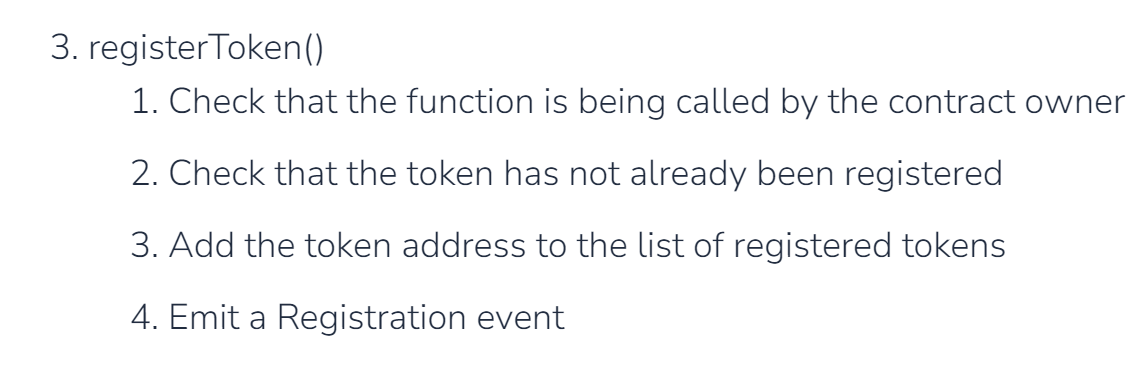 3. registerToken()
1. Check that the function is being called by the contract owner
2. Check that the token has not already been registered
3. Add the token address to the list of registered tokens
4. Emit a Registration event